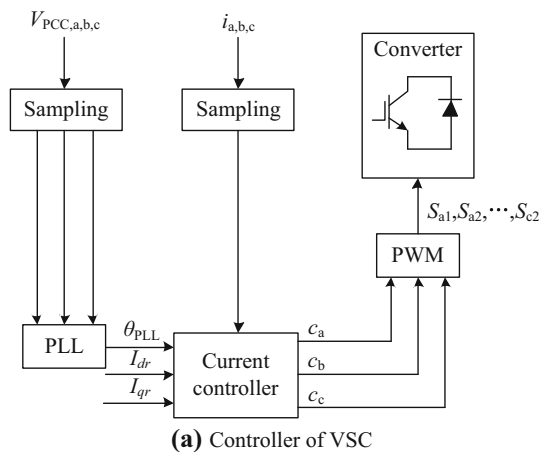 V_PCC,a,b,c
i_a,b,c
Converter
Sampling
Sampling
S_a1,S_a2,⋯,S_c2
PWM
PLL
θ_PLL
I_dr
I_qr
Current
controller
c_a
c_b
c_c
(a) Controller of VSC